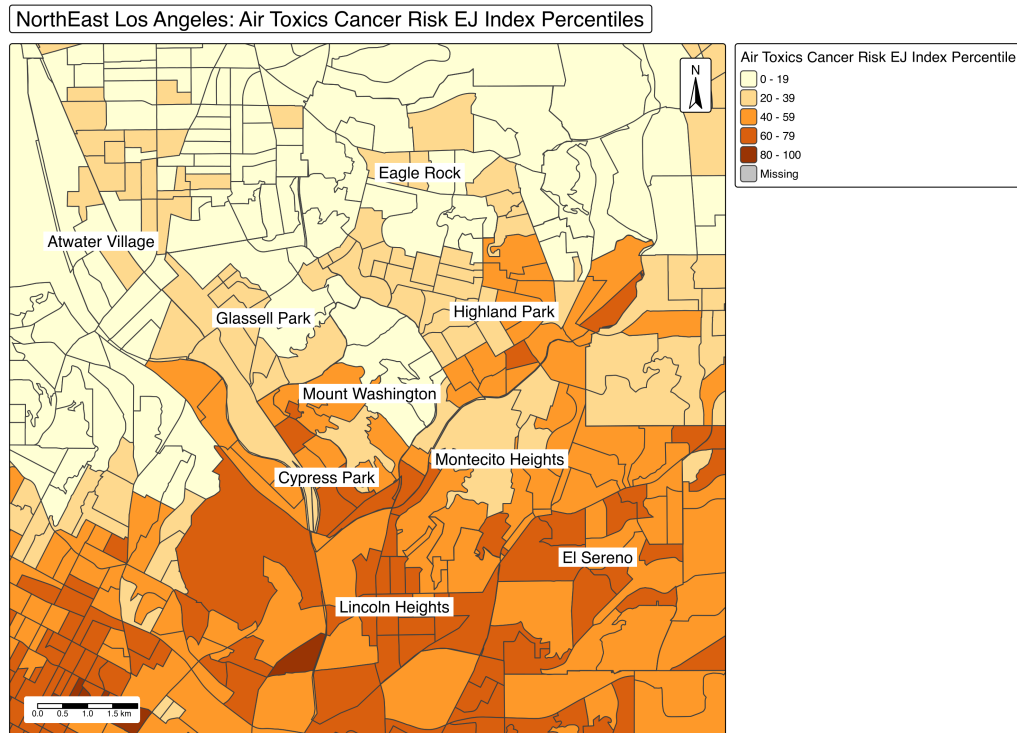 NorthEast Los Angeles: Air Toxics Cancer Risk EJ Index Percentiles
Air Toxics Cancer Risk EJ Index Percentile
0 - 19
20 - 39
40 - 59
60 - 79
80 - 100
Missing
N
Eagle Rock
Atwater Village
Highland Park
Glassell Park
Mount Washington
Montecito Heights
Cypress Park
El Sereno
Lincoln Heights
0.0 0.5 1.0 1.5 km